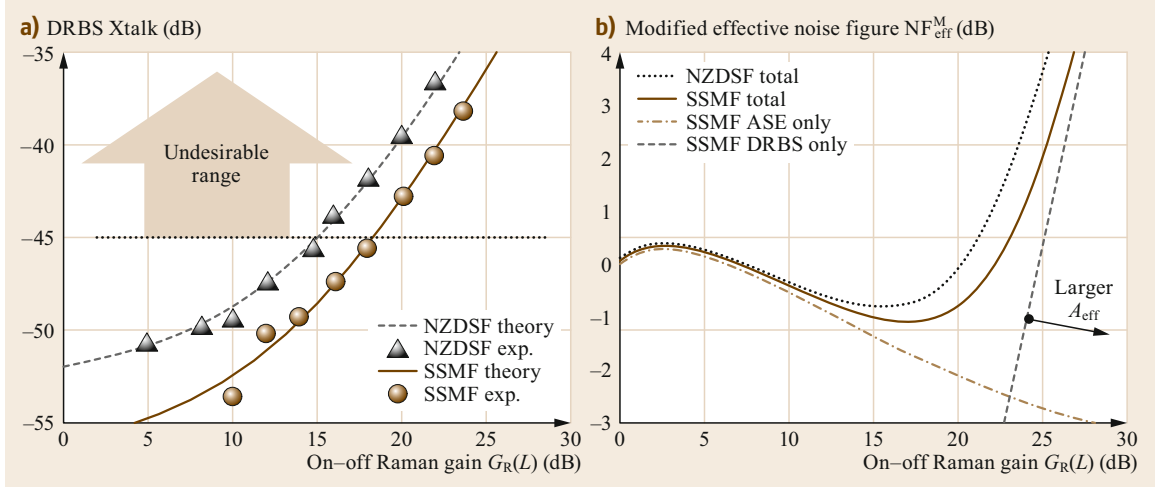 a) DRBS Xtalk (dB)
–35
–40
–45
–50
–55
0 5 10 15 20 25 30
On–off Raman gain G_R(L) (dB)
Undesirable
range
NZDSF theory
NZDSF exp.
SSMF theory
SSMF exp.
b) Modified effective noise figure NF^M_eff (dB)
4
4
3
2
1
0
–1
–2
–3
0 5 10 15 20 25 30
On–off Raman gain G_R(L) (dB)
NZDSF total
SSMF total
SSMF ASE only
SSMF DRBS only
Larger
A_eff